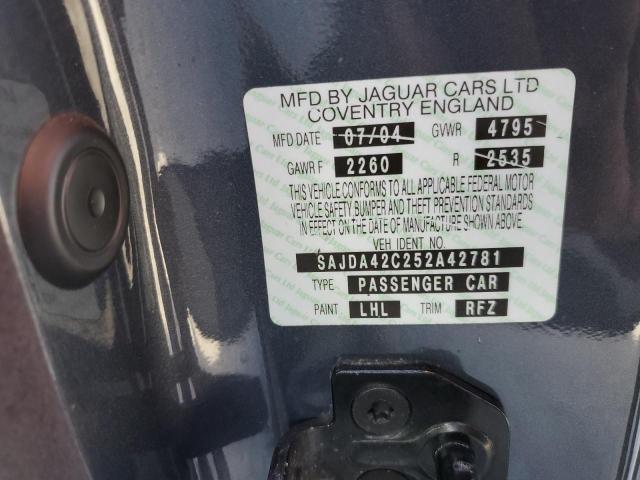 MFD BY JAGUAR CARS LTD
COVENTRY ENGLAND
MFD DATE 07/04 GVWR 4795
GAWR F 2260 R 2535
THIS VEHICLE CONFORMS TO ALL APPLICABLE FEDERAL MOTOR
VEHICLE SAFETY BUMPER AND THEFT PREVENTION STANDARDS
IN EFFECT ON THE DATE OF MANUFACTURE SHOWN ABOVE.
VEH IDENT NO.
SAJDA42C252A42781
TYPE PASSENGER CAR
PAINT LHL TRIM RFZ